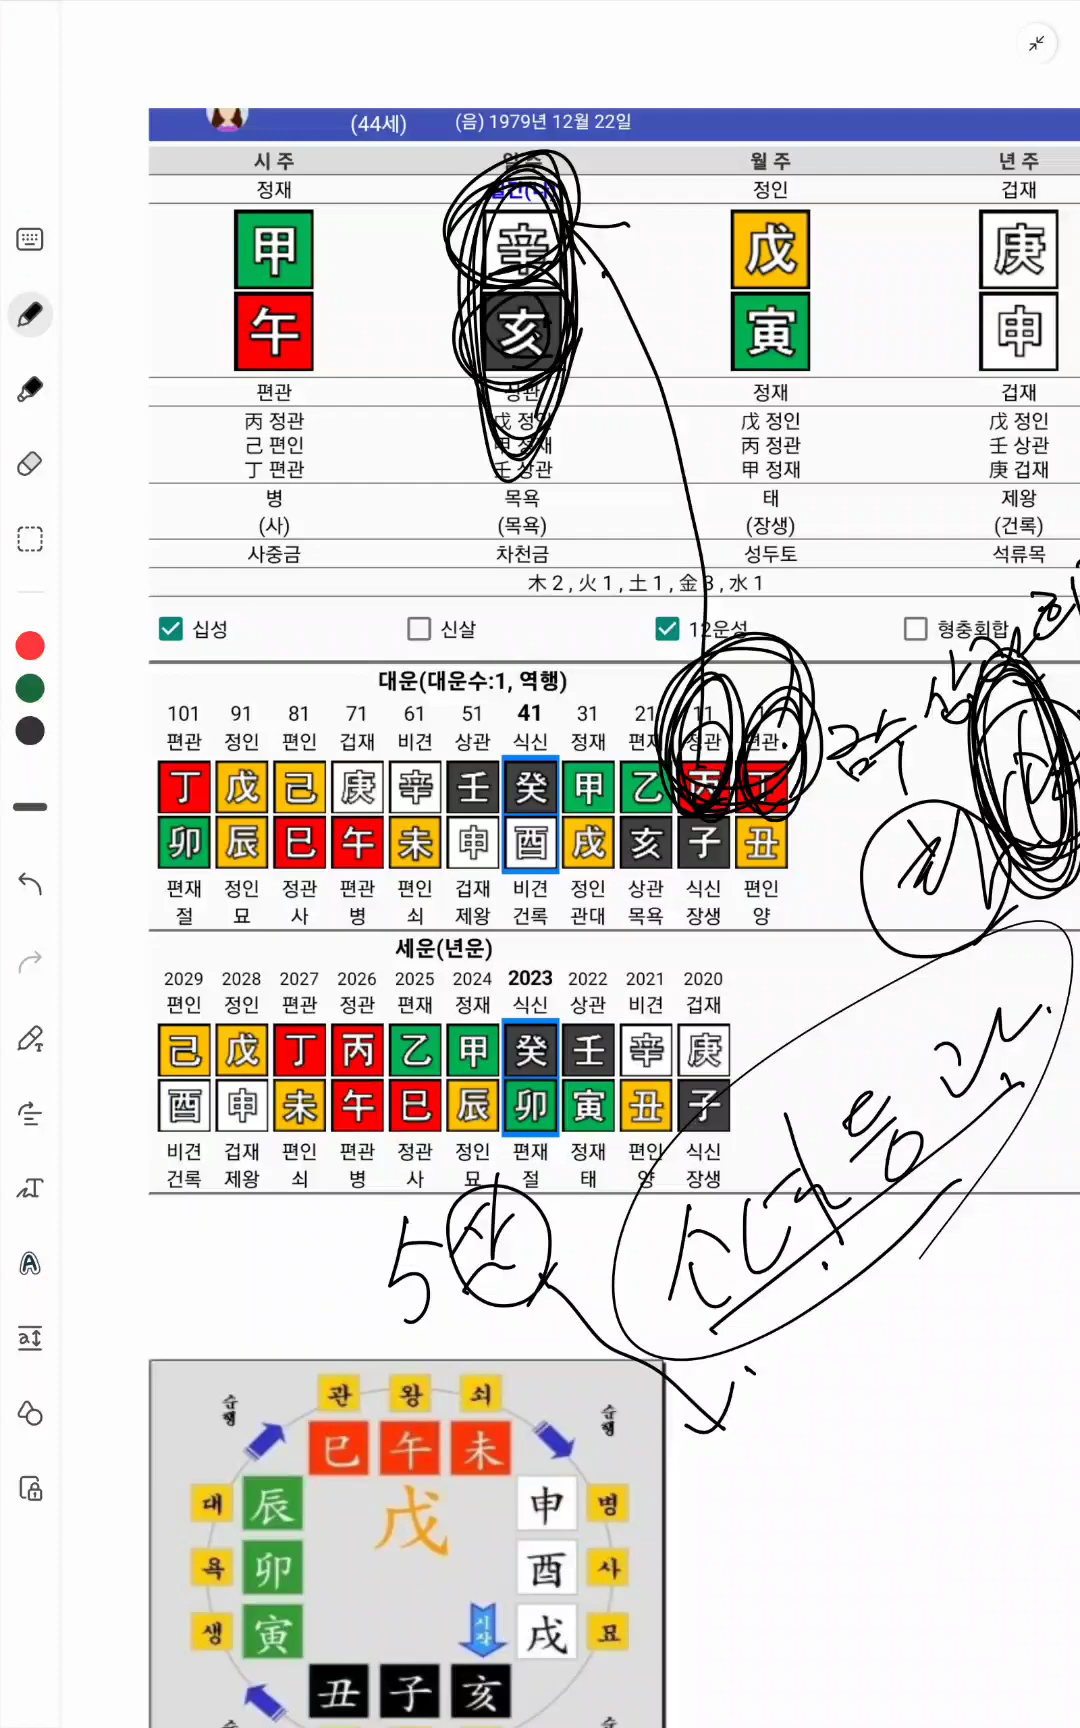 (44세) (음) 1979년 12월 22일
시주 월주 년주
정재 정인 겁재
甲 辛 戊 庚
午 亥 寅 申
편관 상관 정재 겁재
丙 정관 戊 정인 戊 정인 戊 정인
己 편인 甲 정재 丙 정관 壬 상관
丁 편관 壬 상관 甲 정재 庚 겁재
병 목욕 태 제왕
(사) (목욕) (장생) (건록)
사중금 차천금 성두토 석류목
木2, 火1, 土1, 金3, 水1
십성 신살 12운성 형충회합
대운(대운수:1, 역행)
101 91 81 71 61 51 41 31 21 11 1
편관 정인 편인 겁재 비견 상관 식신 정재 편재 정관 편관
丁 戊 己 庚 辛 壬 癸 甲 乙 丙 丁
卯 辰 巳 午 未 申 酉 戌 亥 子 丑
편재 정인 정관 편관 편인 겁재 비견 정인 상관 식신 편인
절 묘 사 병 쇠 제왕 건록 관대 목욕 장생 양
세운(년운)
2029 2028 2027 2026 2025 2024 2023 2022 2021 2020
편인 정인 편관 정관 편재 정재 식신 상관 비견 겁재
己 戊 丁 丙 乙 甲 癸 壬 辛 庚
酉 申 未 午 巳 辰 卯 寅 丑 子
비견 겁재 편인 편관 정관 정인 편재 정재 편인 식신
건록 제왕 쇠 병 사 묘 절 태 양 장생
5
관 왕 쇠
순행 순행
巳 午 未
대 辰 戊 申 병
욕 卯 酉 사
생 寅 시작 戌 묘
丑 子 亥